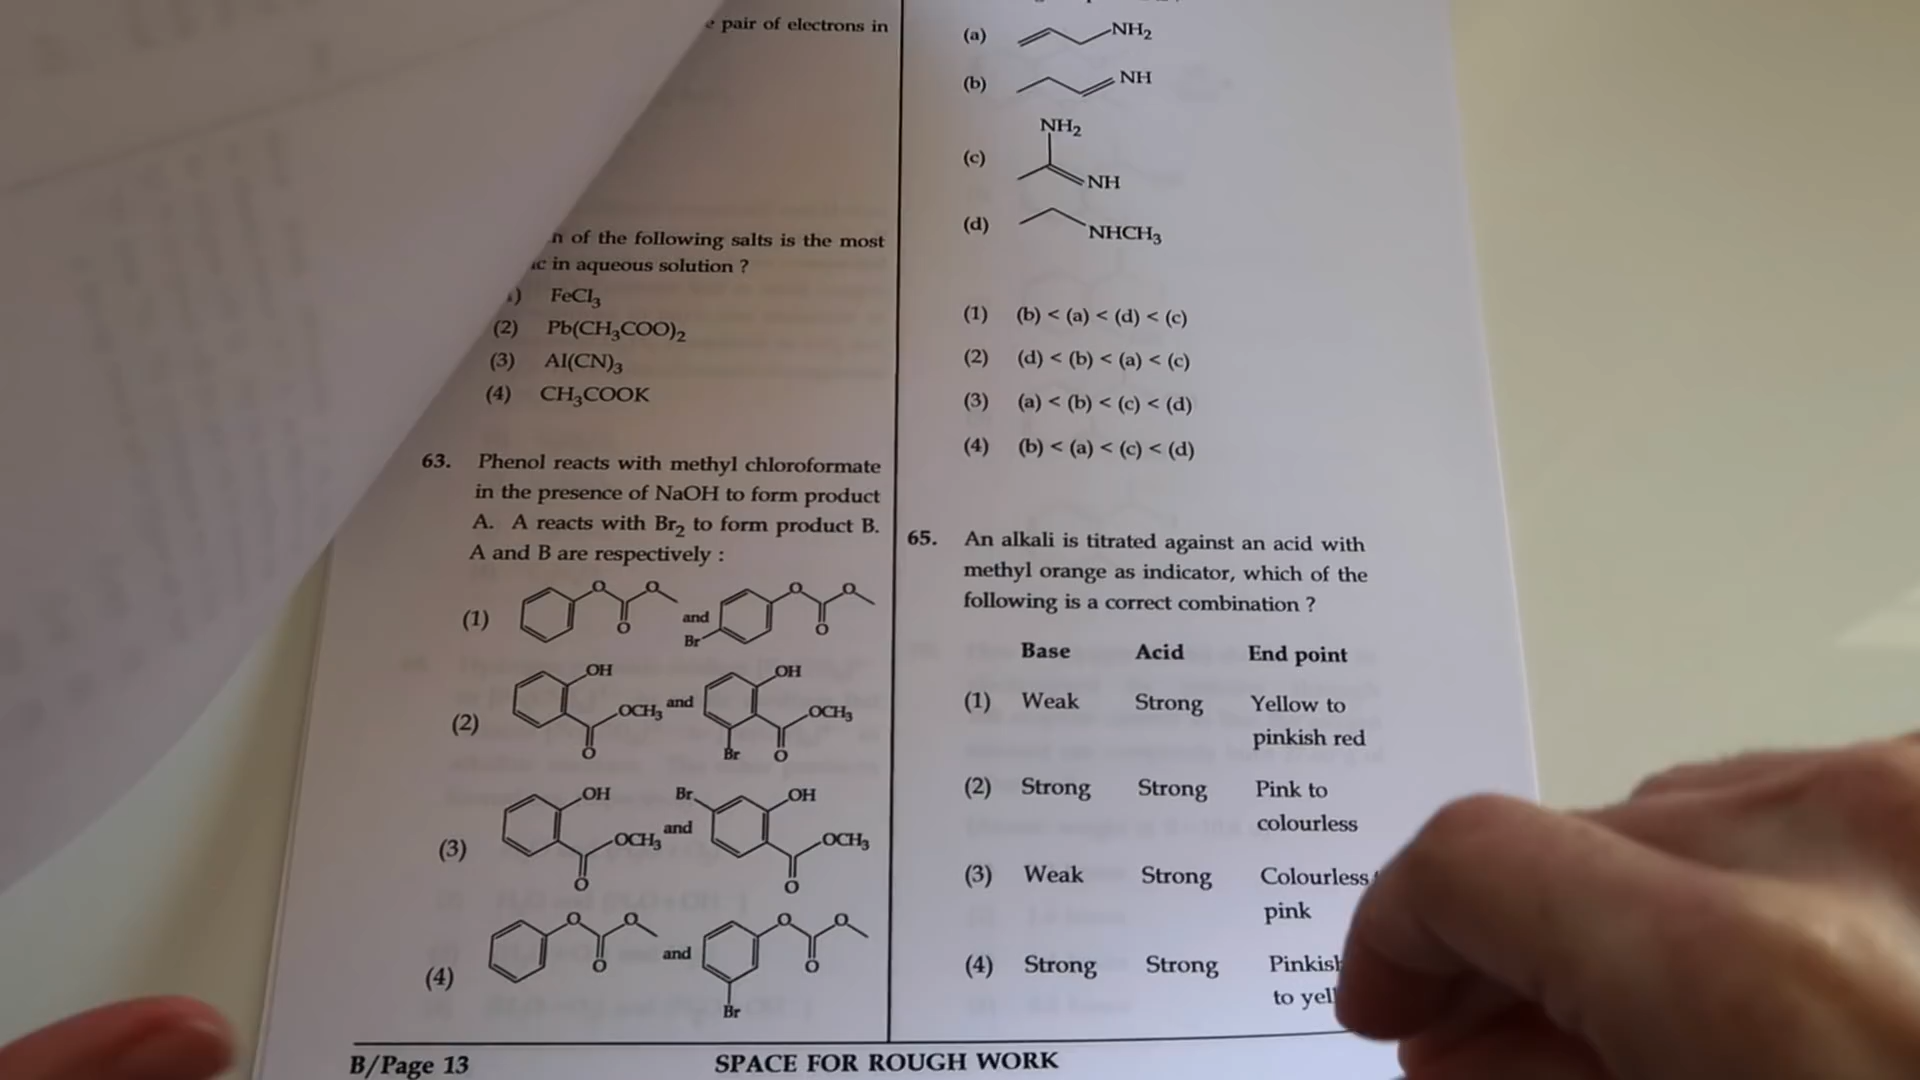 pair of electrons in
of the following salts is the most
in aqueous solution ?
FeCl3
(2) Pb(CH3COO)2
(3) Al(CN)3
(4) CH3COOK
63. Phenol reacts with methyl chloroformate
in the presence of NaOH to form product
A. A reacts with Br2 to form product B.
A and B are respectively :
(1) O O O and Br O O O
(2) OH OCH3 O and OH OCH3 Br O
(3) OH OCH3 O and Br OH OCH3 O
(4) O O O and O O O Br
(a) NH2
(b) NH
(c) NH2 NH
(d) NHCH3
(1) (b) < (a) < (d) < (c)
(2) (d) < (b) < (a) < (c)
(3) (a) < (b) < (c) < (d)
(4) (b) < (a) < (c) < (d)
65. An alkali is titrated against an acid with
methyl orange as indicator, which of the
following is a correct combination ?
Base Acid End point
(1) Weak Strong Yellow to
pinkish red
(2) Strong Strong Pink to
colourless
(3) Weak Strong Colourless
pink
(4) Strong Strong
to
B/Page 13 SPACE FOR ROUGH WORK